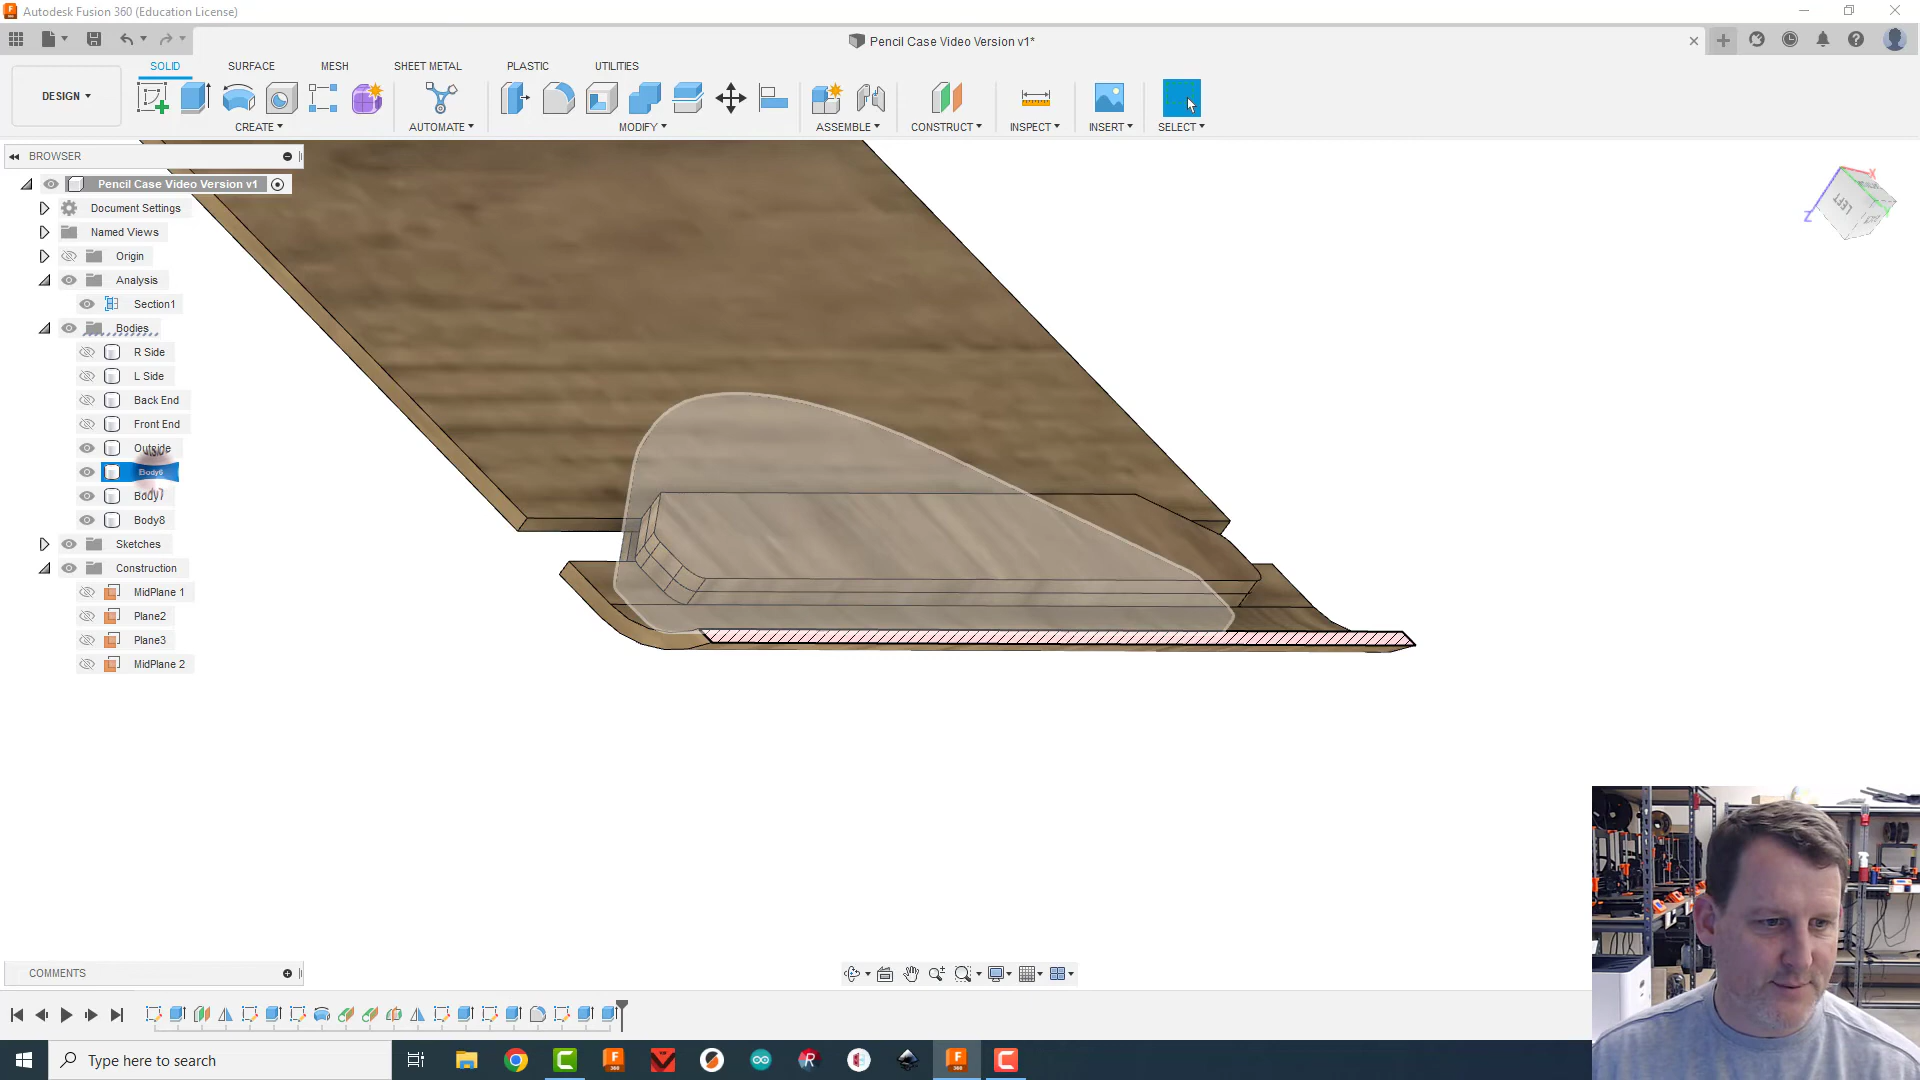 Autodesk Fusion 360 (Education License)
Pencil Case Video Version v1*
DESIGN
SOLID SURFACE MESH SHEET METAL PLASTIC UTILITIES
CREATE AUTOMATE MODIFY ASSEMBLE CONSTRUCT INSPECT INSERT SELECT
BROWSER
Pencil Case Video Version v1
Document Settings
Named Views
Origin
Analysis
Section1
Bodies
R Side
L Side
Back End
Front End
Outside
Body6
Body7
Body8
Sketches
Construction
MidPlane 1
Plane2
Plane3
MidPlane 2
X
Z
LEFT
COMMENTS
Type here to search